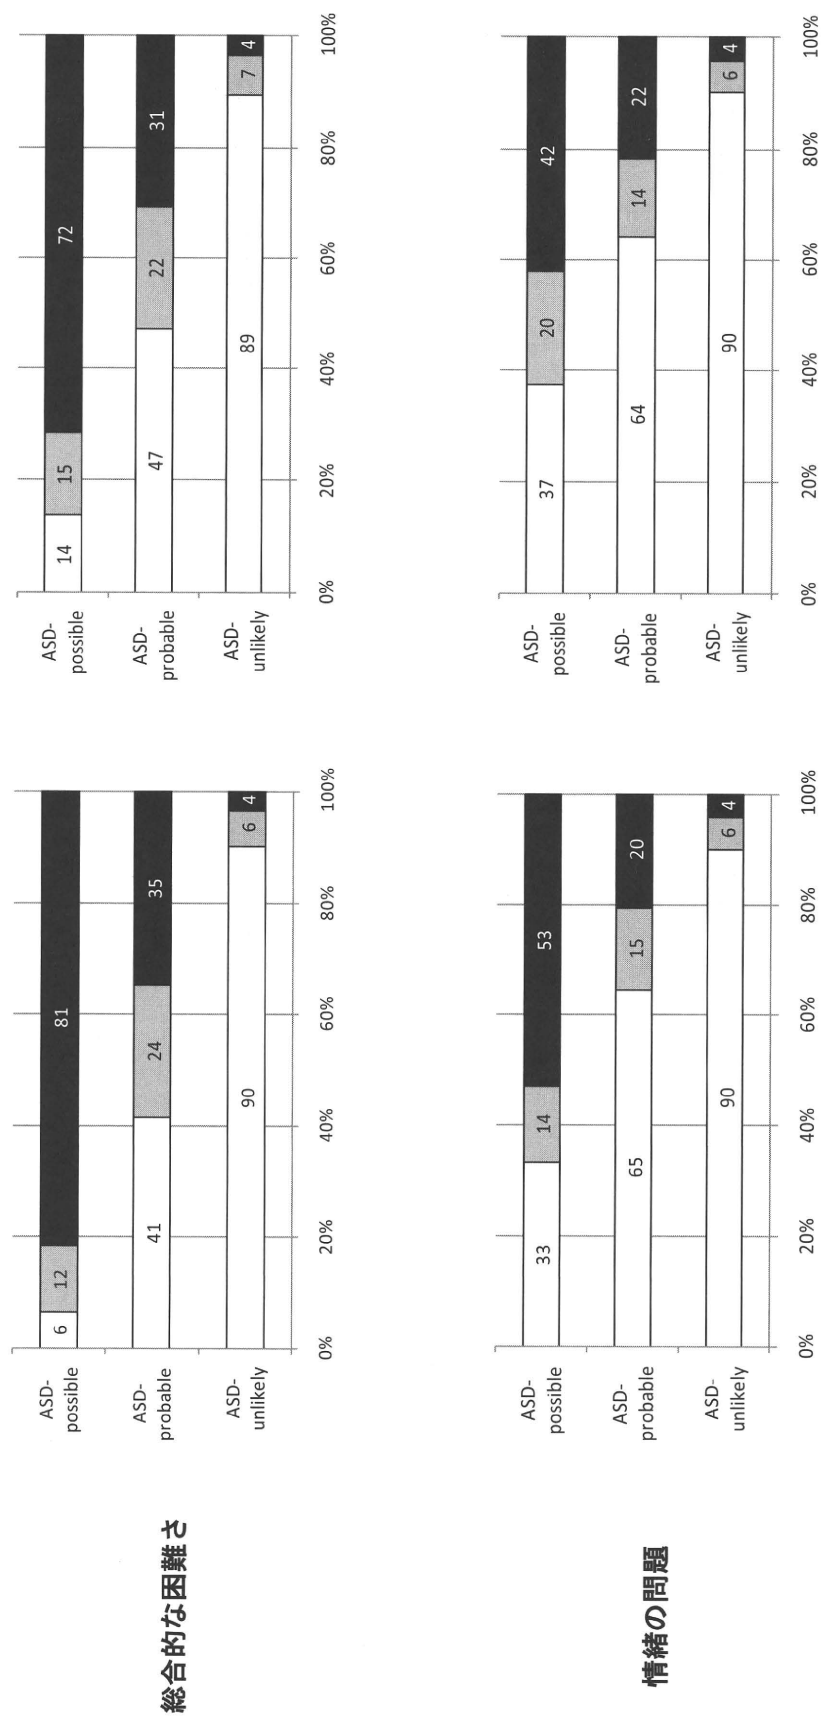 総合的な困難さ
ASD-
possible
6
12
81
ASD-
probable
41
24
35
ASD-
unlikely
90
6
4
0%
20%
40%
60%
80%
100%
ASD-
possible
14
15
72
ASD-
probable
47
22
31
ASD-
unlikely
89
7
4
0%
20%
40%
60%
80%
100%
情緒の問題
ASD-
possible
33
14
53
ASD-
probable
65
15
20
ASD-
unlikely
90
6
4
0%
20%
40%
60%
80%
100%
ASD-
possible
37
20
42
ASD-
probable
64
14
22
ASD-
unlikely
90
6
4
0%
20%
40%
60%
80%
100%